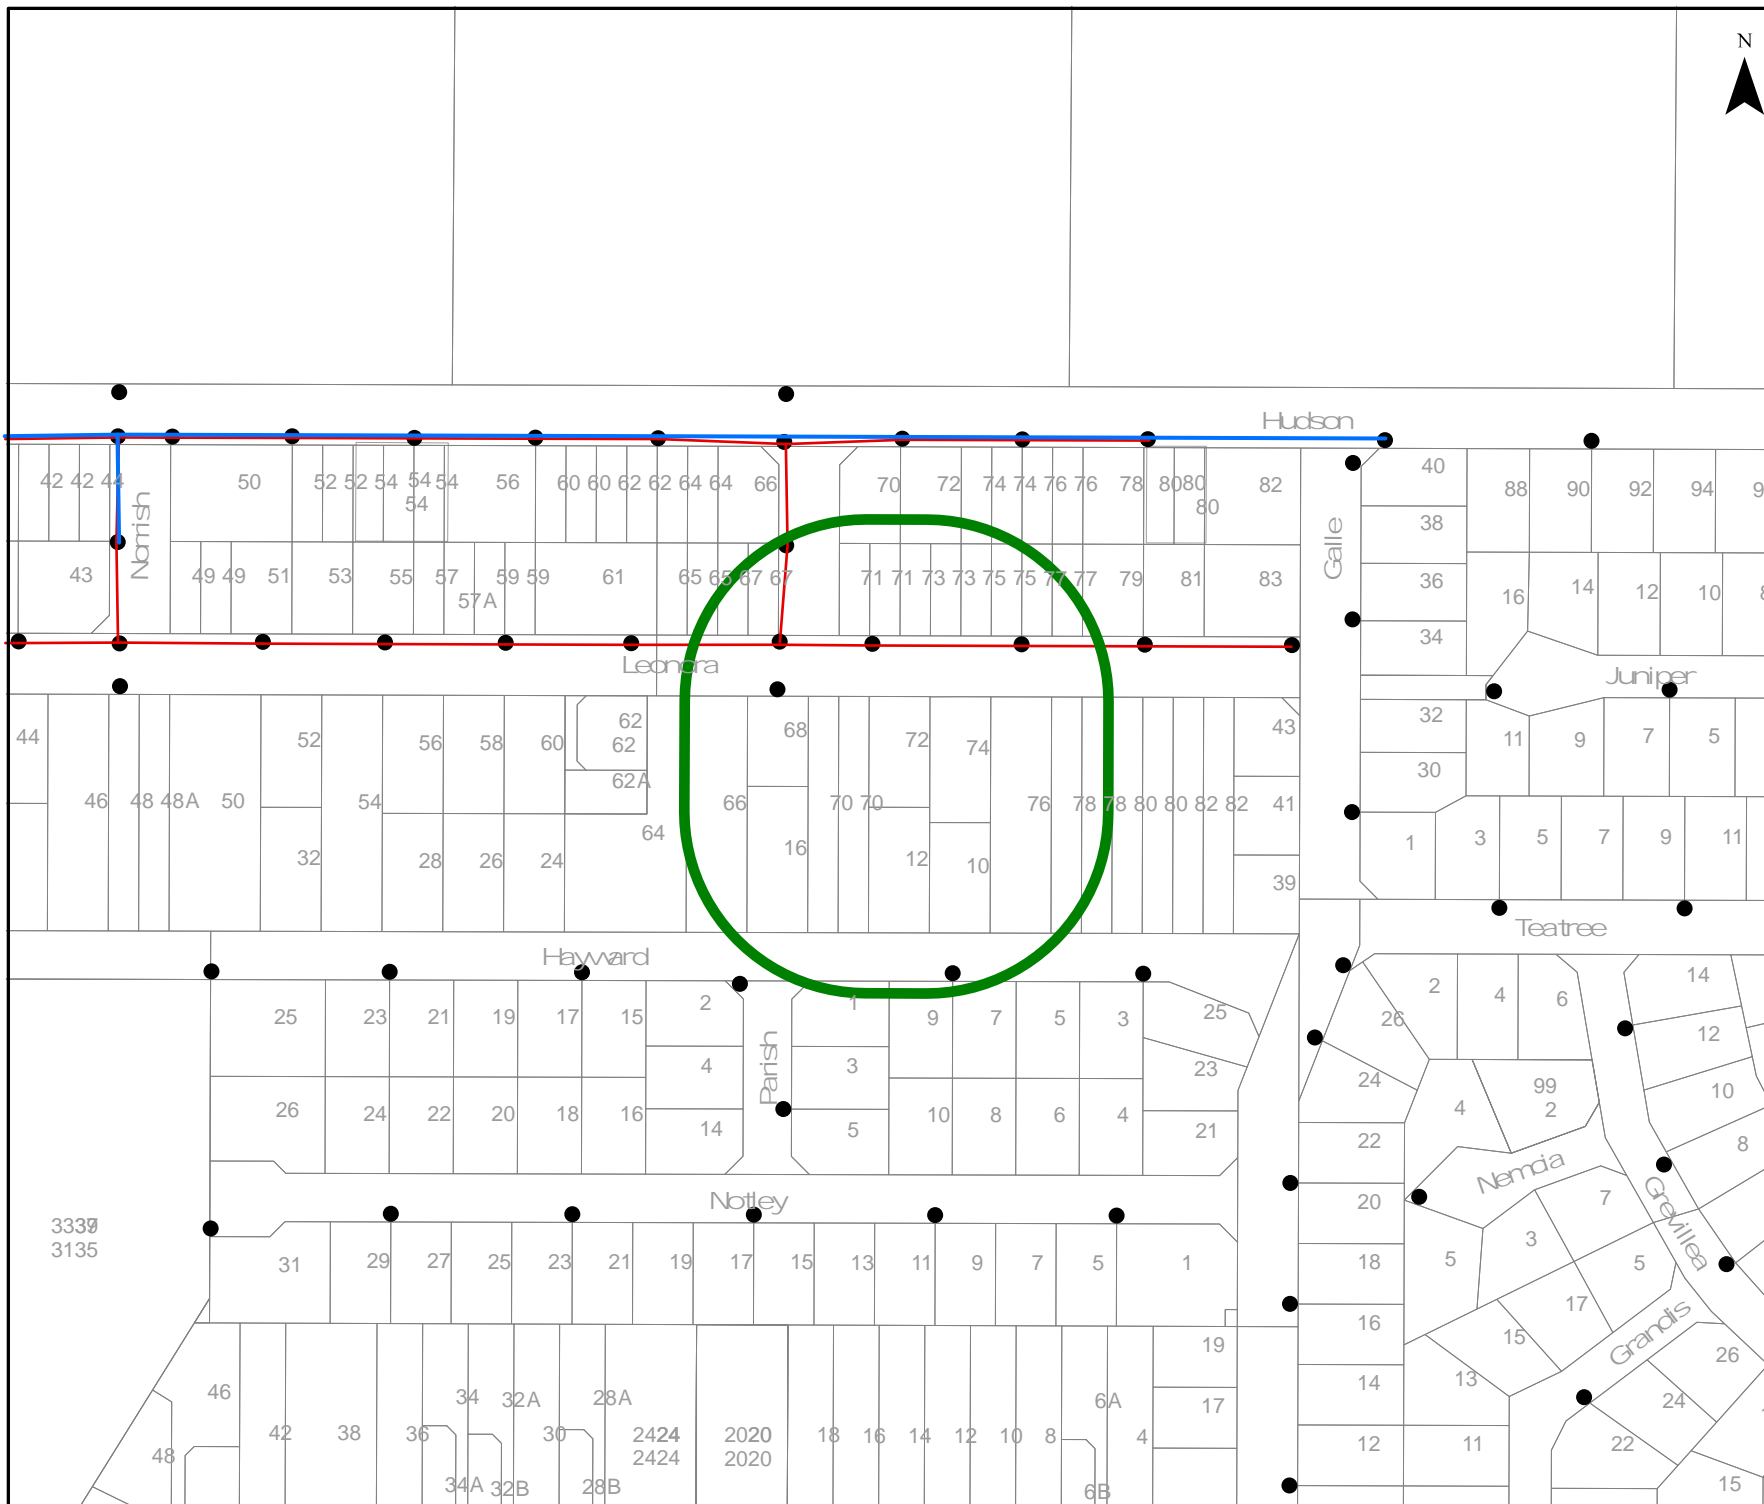 N
Hudson
42 42 44 50 52 52 54 54 54 56 60 60 62 62 64 64 66 70 72 74 74 76 76 78 80 80 82 40 88 90 92 94
54 80
38
Norrish
Galle
43 49 49 51 53 55 57 59 59 61 65 65 67 67 71 71 73 73 75 75 77 77 79 81 83 36 16 14 12 10
57A
34
Leonora
Juniper
44 52 56 58 60 62 68 72 74 43 32 11 9 7 5
62
62A
30
46 48 48A 50 54 64 66 70 70 76 78 78 80 80 82 82 41
32 28 26 24 16 12 10 39 1 3 5 7 9 11
Teatree
Hayward
25 23 21 19 17 15 2 1 9 7 5 3 25 26 2 4 6 14
12
4 3 23 24
Parish
26 24 22 20 18 16 14 5 10 8 6 4 21 22 4 99 10
2
8
Nemcia
Notley
20 7
Grevillea
3339
3135
31 29 27 25 23 21 19 17 15 13 11 9 7 5 1 18 5 3 5
17
Grandis
19 16 15 26
46 34 32A 28A 6A 17 14 13 24
48 42 38 36 30 2424 2020 18 16 14 12 10 8 4 12 11 22
2424 2020
34A 32B 28B 6B 15